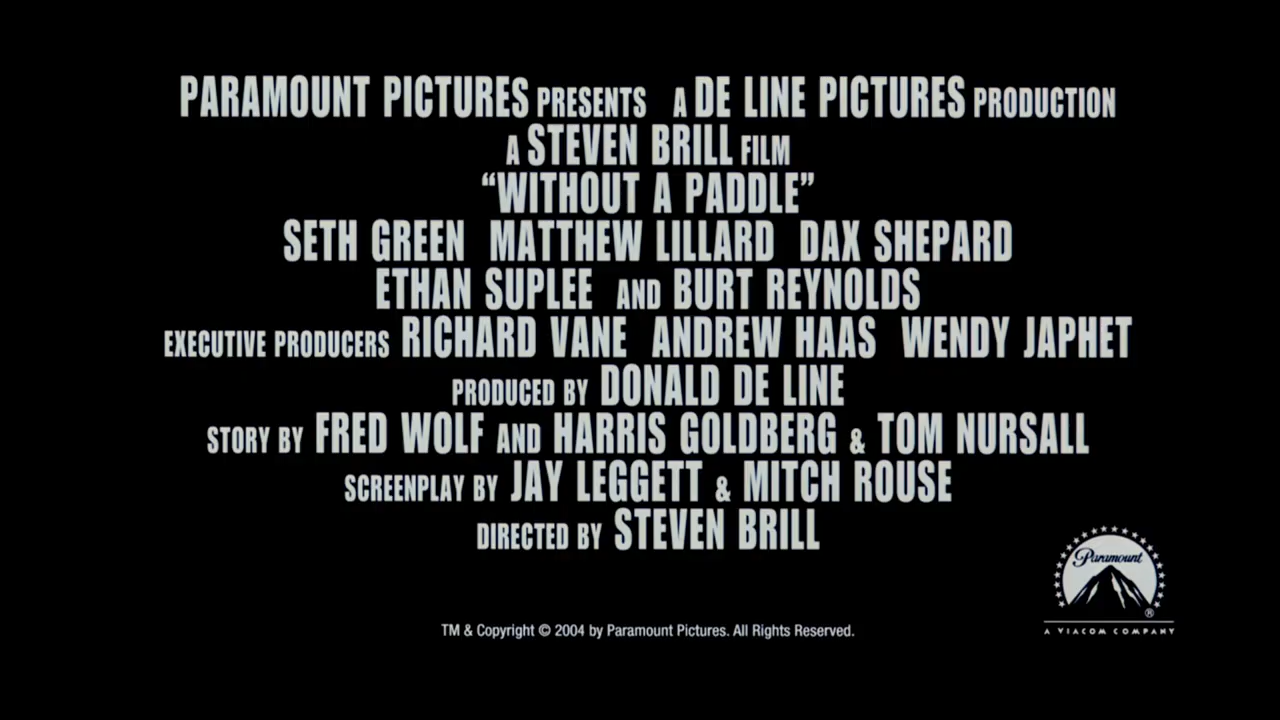 PARAMOUNT PICTURES PRESENTS A DE LINE PICTURES PRODUCTION
A STEVEN BRILL FILM
“WITHOUT A PADDLE”
SETH GREEN MATTHEW LILLARD DAX SHEPARD
ETHAN SUPLEE AND BURT REYNOLDS
EXECUTIVE PRODUCERS RICHARD VANE ANDREW HAAS WENDY JAPHET
PRODUCED BY DONALD DE LINE
STORY BY FRED WOLF AND HARRIS GOLDBERG & TOM NURSALL
SCREENPLAY BY JAY LEGGETT & MITCH ROUSE
DIRECTED BY STEVEN BRILL
Paramount
®
A VIACOM COMPANY
TM & Copyright © 2004 by Paramount Pictures. All Rights Reserved.